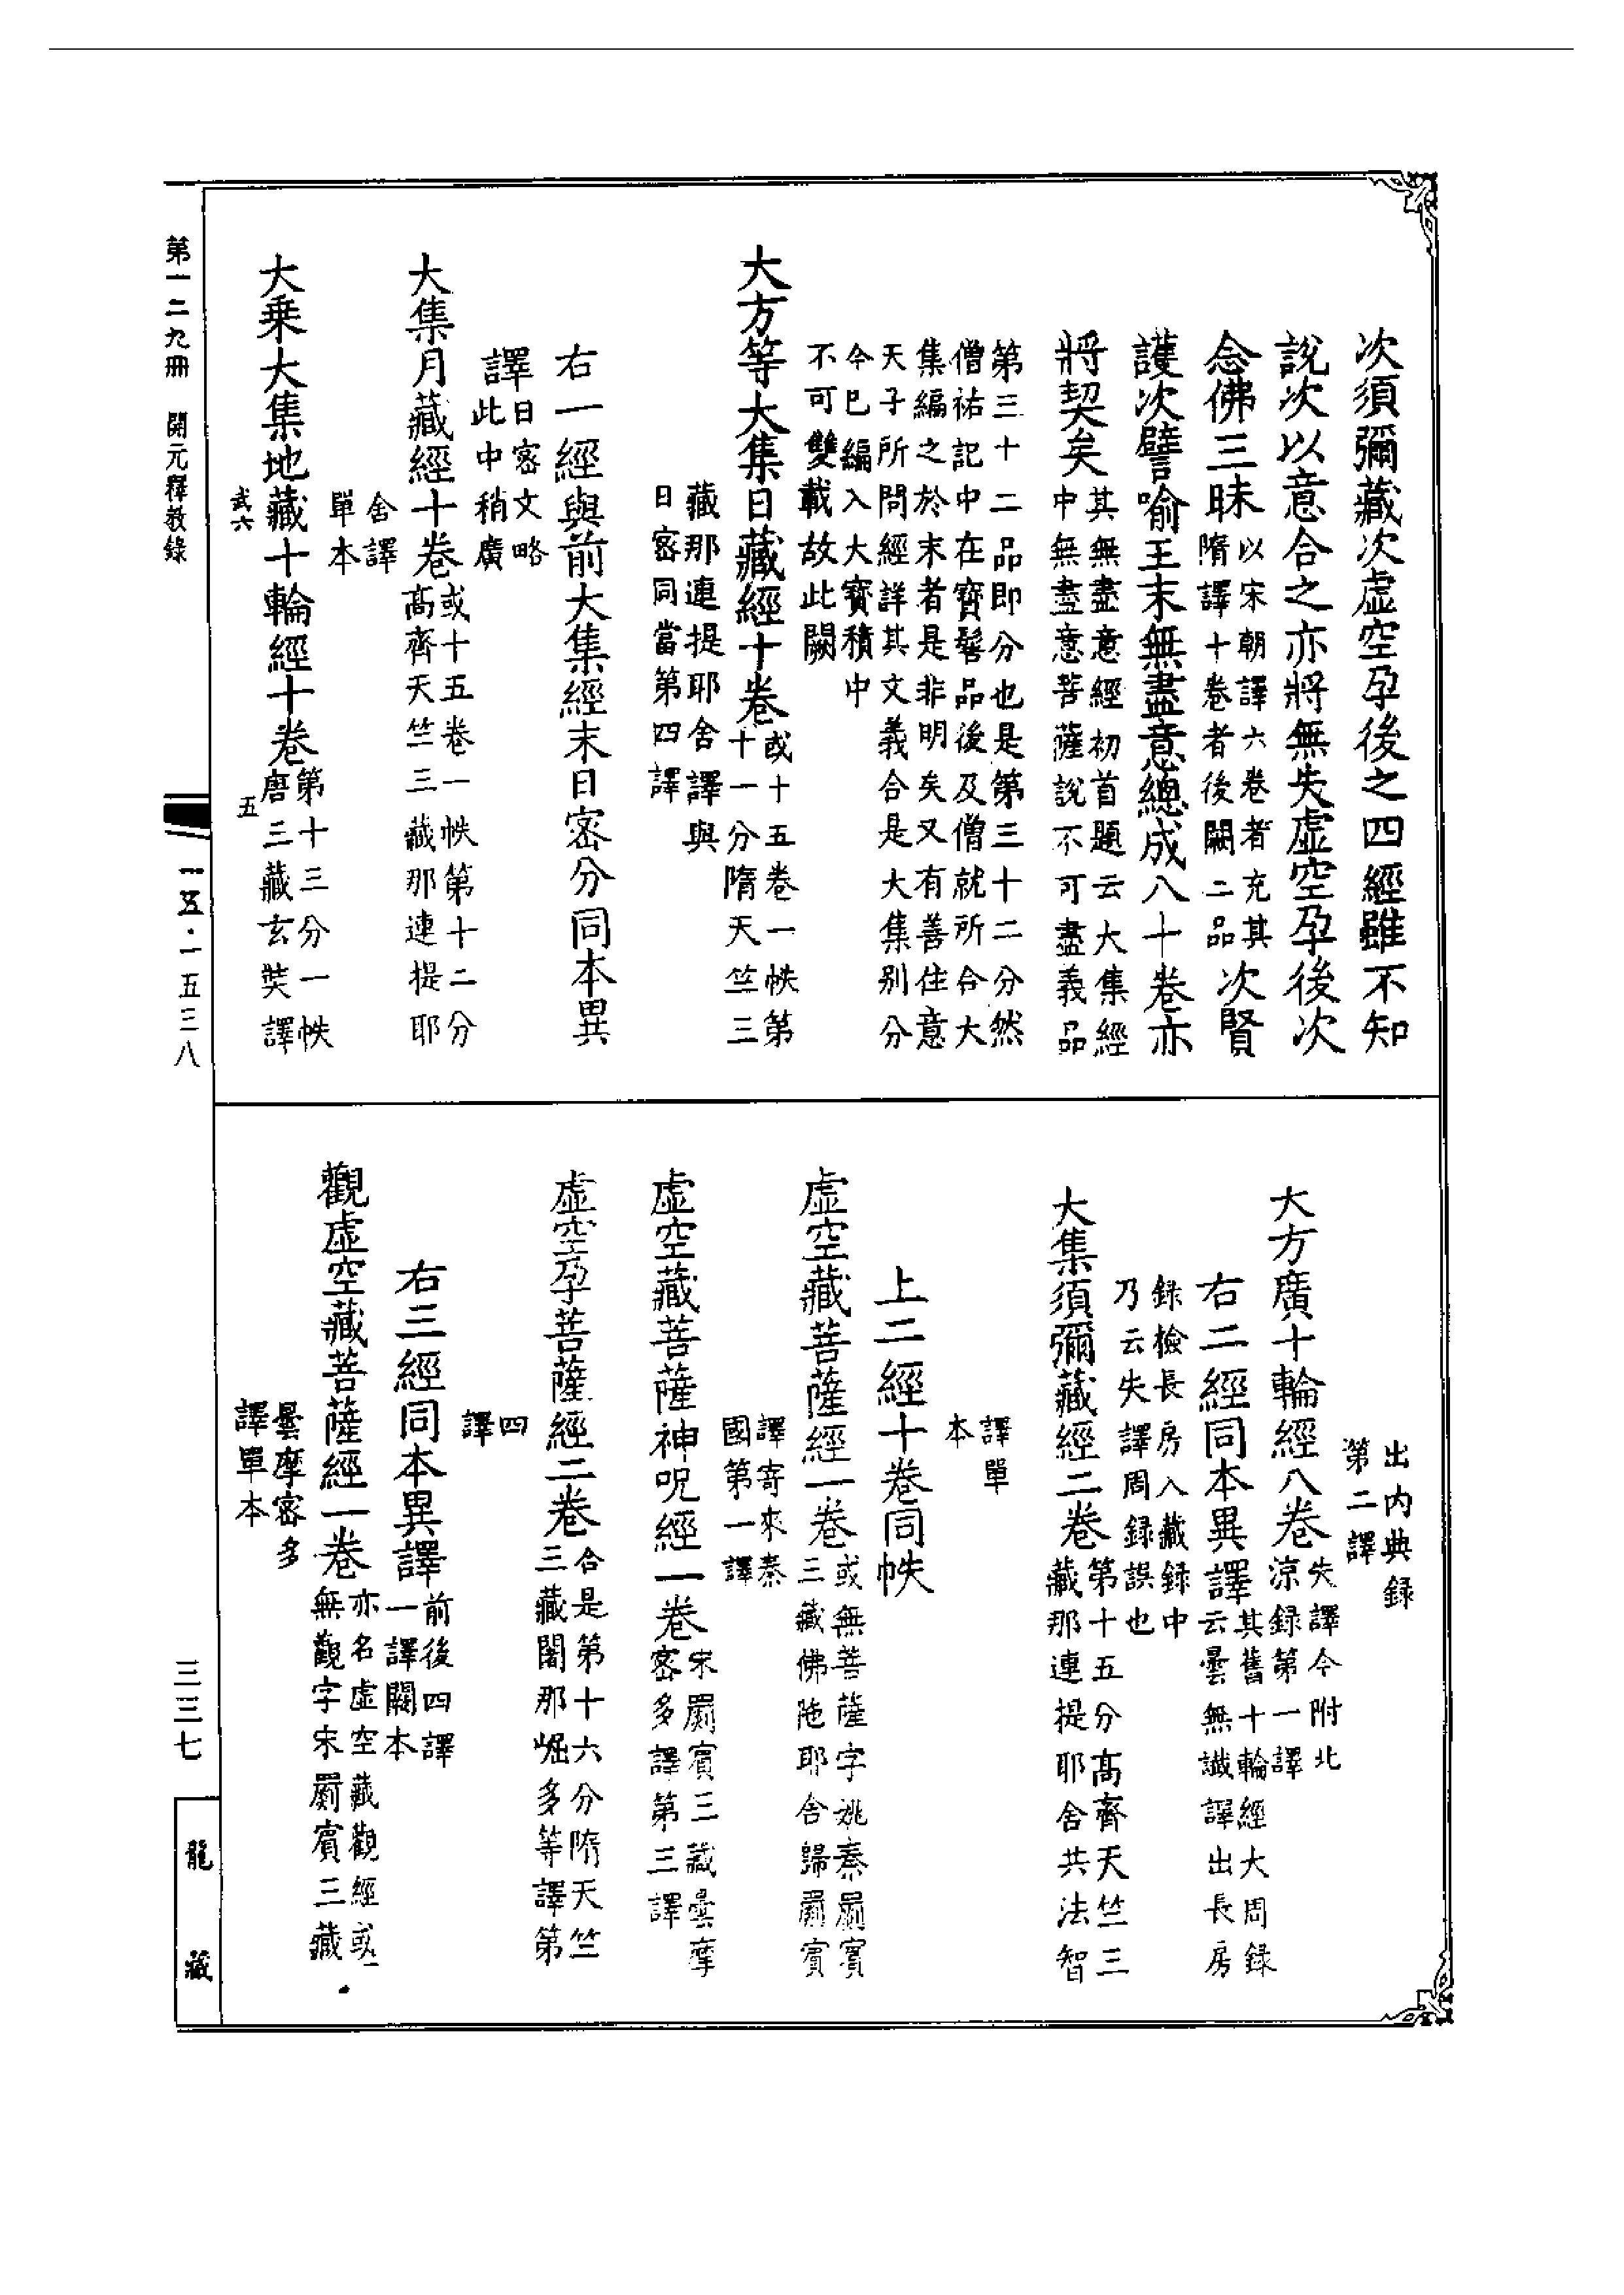 次須彌藏次虛空孕後之四經雖不知
說次以意合之亦將無失虛空孕後次
念佛三昧以宋朝譯六卷者充其
隋譯十卷者後闕二品次賢
護次譬喻王末無盡意總成八十卷亦
將契矣其無盡意經初首題云大集經
中無盡意菩薩說不可盡義品
第三十二品即分也是第三十二分然
僧祐記中在寶髻品後及僧就所合大
集編之於末者是非明矣又有善住意
天子所問經詳其文義合是大集別分
今已編入大寶積中
不可雙載故此闕
大方等大集日藏經十卷或十五卷一帙第
十一分隋天竺三
藏那連提耶舍譯與
日密同當第四譯
右一經與前大集經末日密分同本異
譯日密文略
此中稍廣
大集月藏經十卷或十五卷一帙第十二分
高齊天竺三藏那連提耶
舍譯
單本
大乘大集地藏十輪經十卷第十三分一帙
唐三藏玄奘譯
武六
五
出內典錄
第二譯
大方廣十輪經八卷失譯今附北
涼錄第一譯
右二經同本異譯其舊十輪經大周錄
云曇無讖譯出長房
錄檢長房入藏錄中
乃云失譯周錄誤也
大集須彌藏經二卷第十五分高齊天竺三
藏那連提耶舍共法智
譯單
本
上二經十卷同帙
虛空藏菩薩經一卷或無菩薩字姚秦罽賓
三藏佛陁耶舍歸罽賓
譯寄來秦
國第一譯
虛空藏菩薩神呪經一卷宋罽賓三藏曇摩
密多譯第三譯
虛空孕菩薩經二卷合是第十六分隋天竺
三藏闍那崛多等譯第
四
譯
右三經同本異譯前後四譯
一譯闕本
觀虛空藏菩薩經一卷亦名虛空藏觀經或
無觀字宋罽賓三藏
曇摩密多
譯單本
第一二九冊 開元釋教錄
一五·一五三八
三三七
龍藏